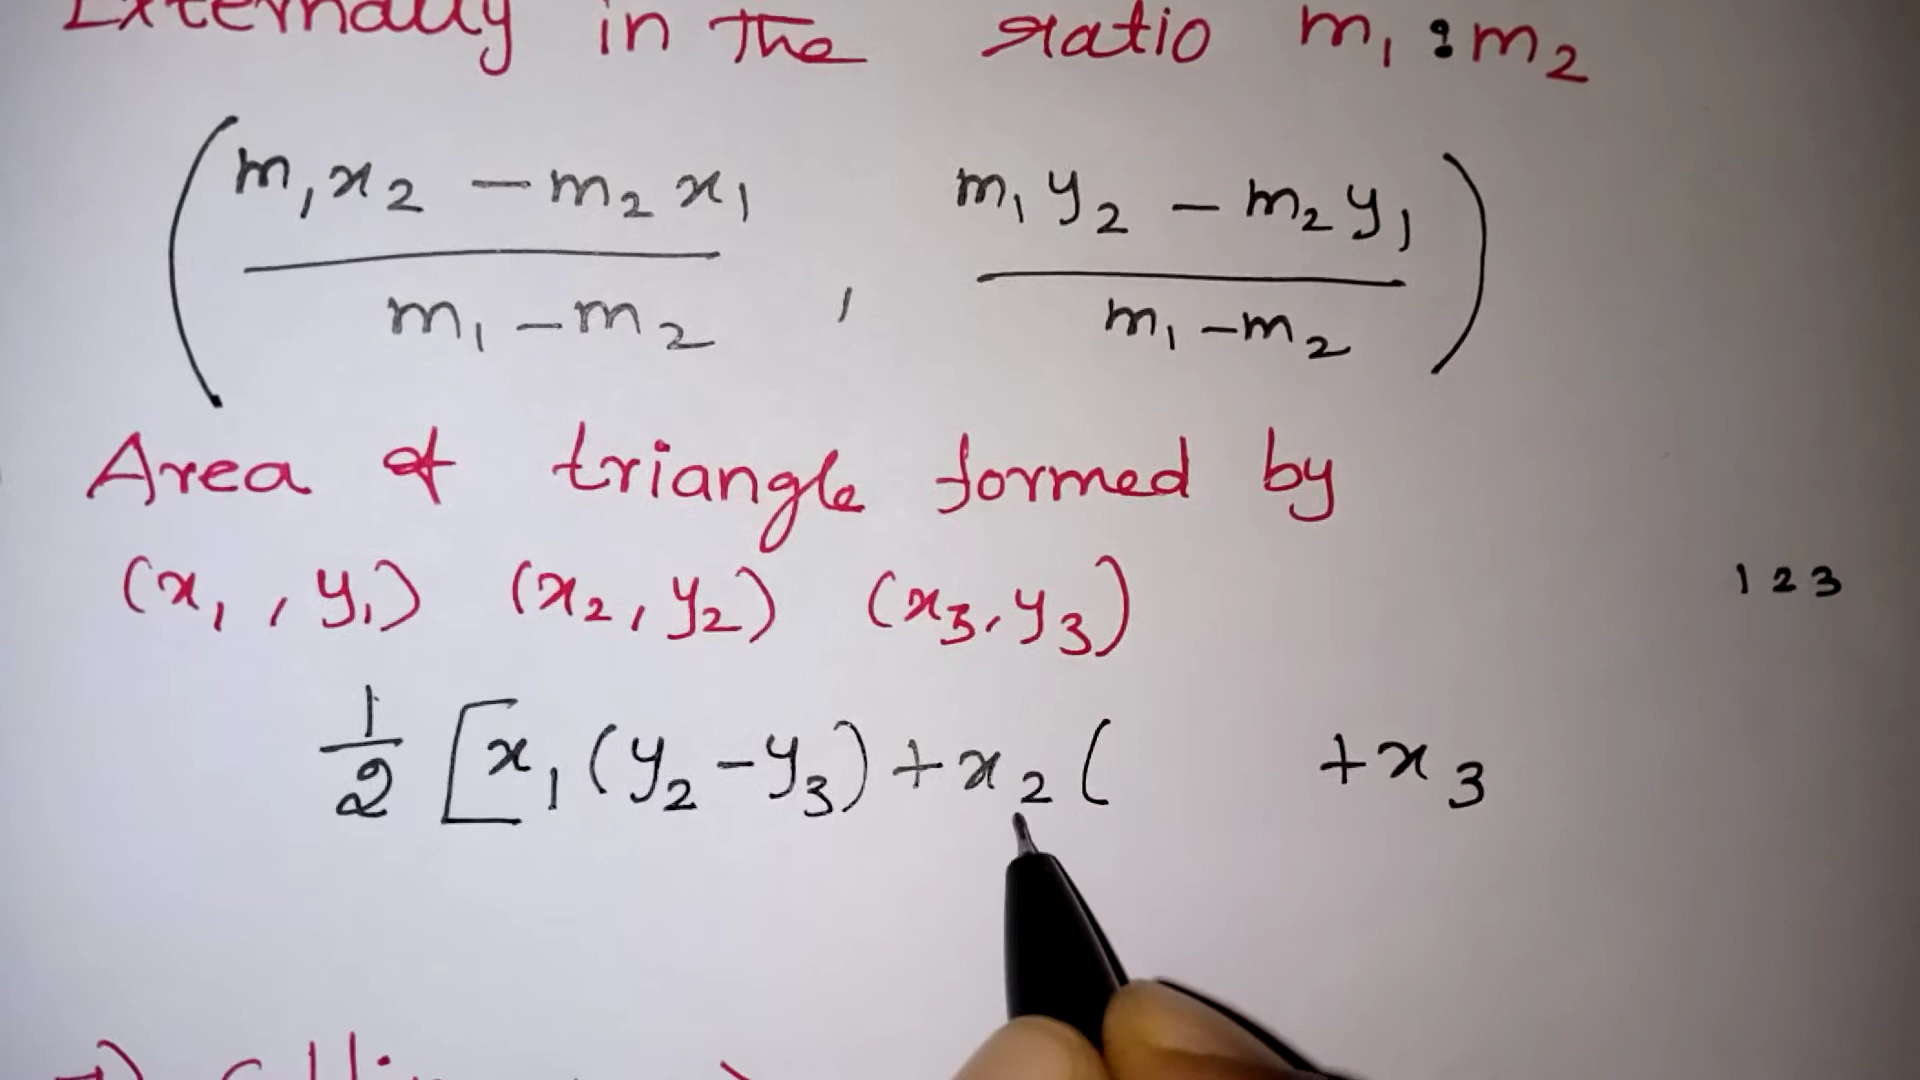 Externally in the ratio m₁ : m₂
( (m₁x₂ − m₂x₁) / (m₁ − m₂) , (m₁y₂ − m₂y₁) / (m₁ − m₂) )
Area of triangle formed by
(x₁, y₁) (x₂, y₂) (x₃, y₃)
1 2 3
1/2 [x₁(y₂ − y₃) + x₂( + x₃